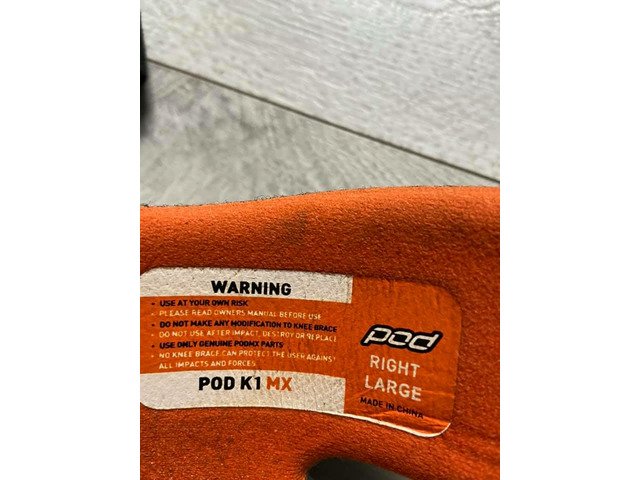 WARNING
• USE AT YOUR OWN RISK
• PLEASE READ OWNERS MANUAL BEFORE USE
• DO NOT MAKE ANY MODIFICATION TO KNEE BRACE
• DO NOT USE AFTER IMPACT, DESTROY OR REPLACE
• USE ONLY GENUINE PODMX PARTS
• NO KNEE BRACE CAN PROTECT THE USER AGAINST
ALL IMPACTS AND FORCES
POD K1 MX
pod
RIGHT
LARGE
MADE IN CHINA